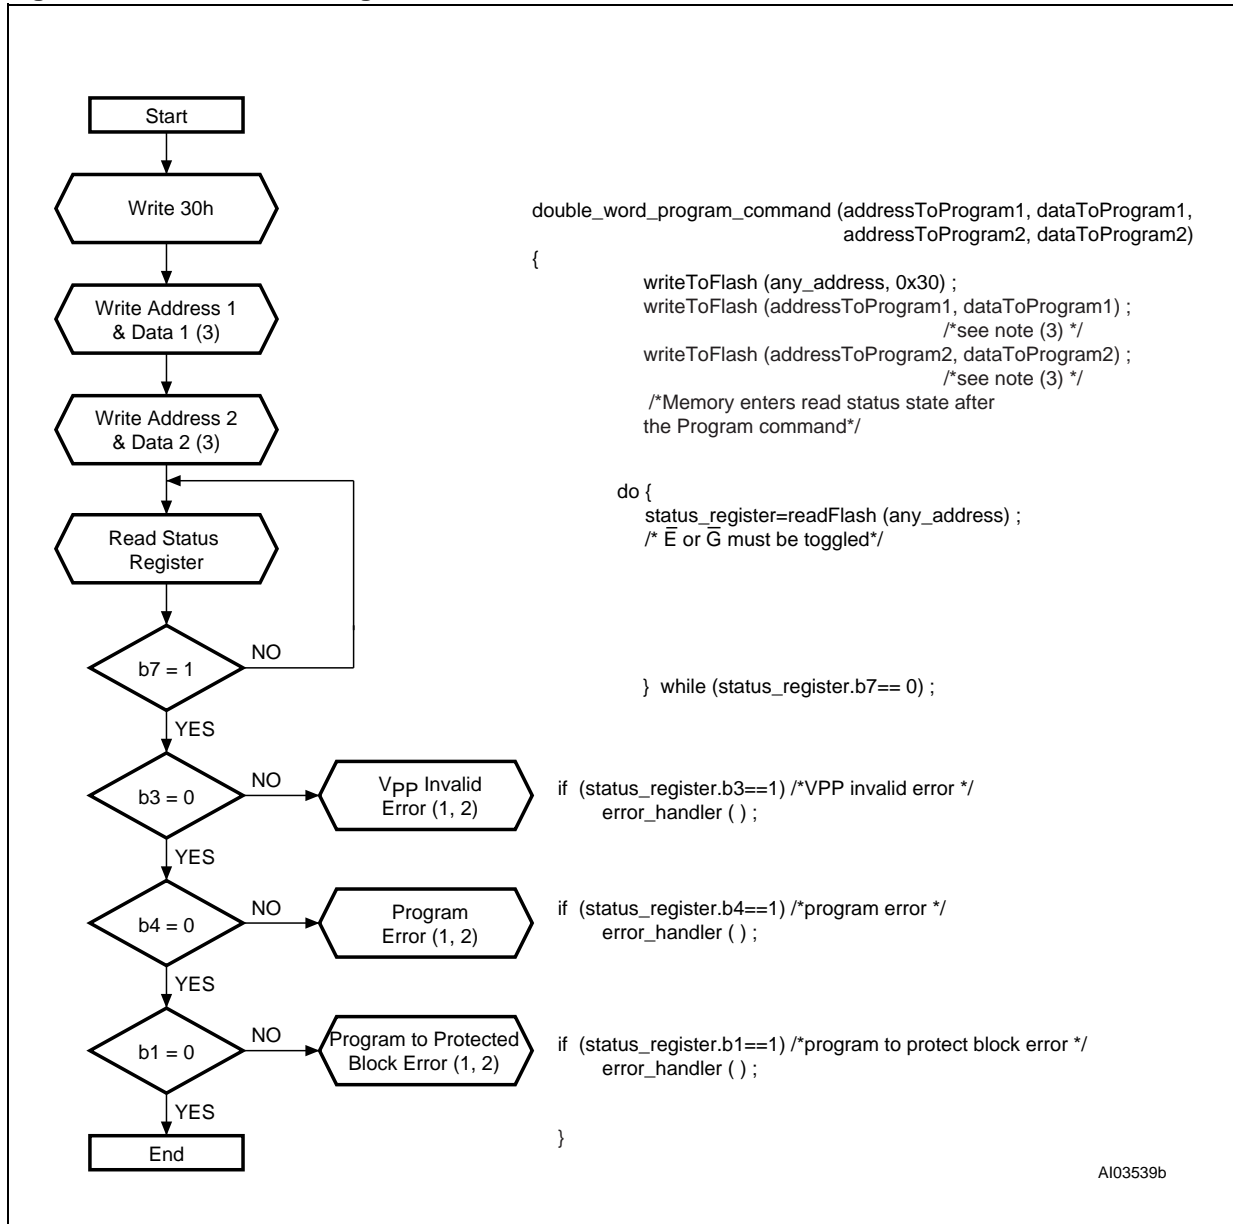 Start
Write 30h
Write Address 1
& Data 1 (3)
Write Address 2
& Data 2 (3)
Read Status
Register
b7 = 1
NO
YES
b3 = 0
NO
VPP Invalid
Error (1, 2)
YES
b4 = 0
NO
Program
Error (1, 2)
YES
b1 = 0
NO
Program to Protected
Block Error (1, 2)
YES
End
double_word_program_command (addressToProgram1, dataToProgram1,
addressToProgram2, dataToProgram2)
{
writeToFlash (any_address, 0x30) ;
writeToFlash (addressToProgram1, dataToProgram1) ;
/*see note (3) */
writeToFlash (addressToProgram2, dataToProgram2) ;
/*see note (3) */
/*Memory enters read status state after
the Program command*/
do {
status_register=readFlash (any_address) ;
/* E̅ or G̅ must be toggled*/
} while (status_register.b7== 0) ;
if (status_register.b3==1) /*VPP invalid error */
error_handler ( ) ;
if (status_register.b4==1) /*program error */
error_handler ( ) ;
if (status_register.b1==1) /*program to protect block error */
error_handler ( ) ;
}
AI03539b